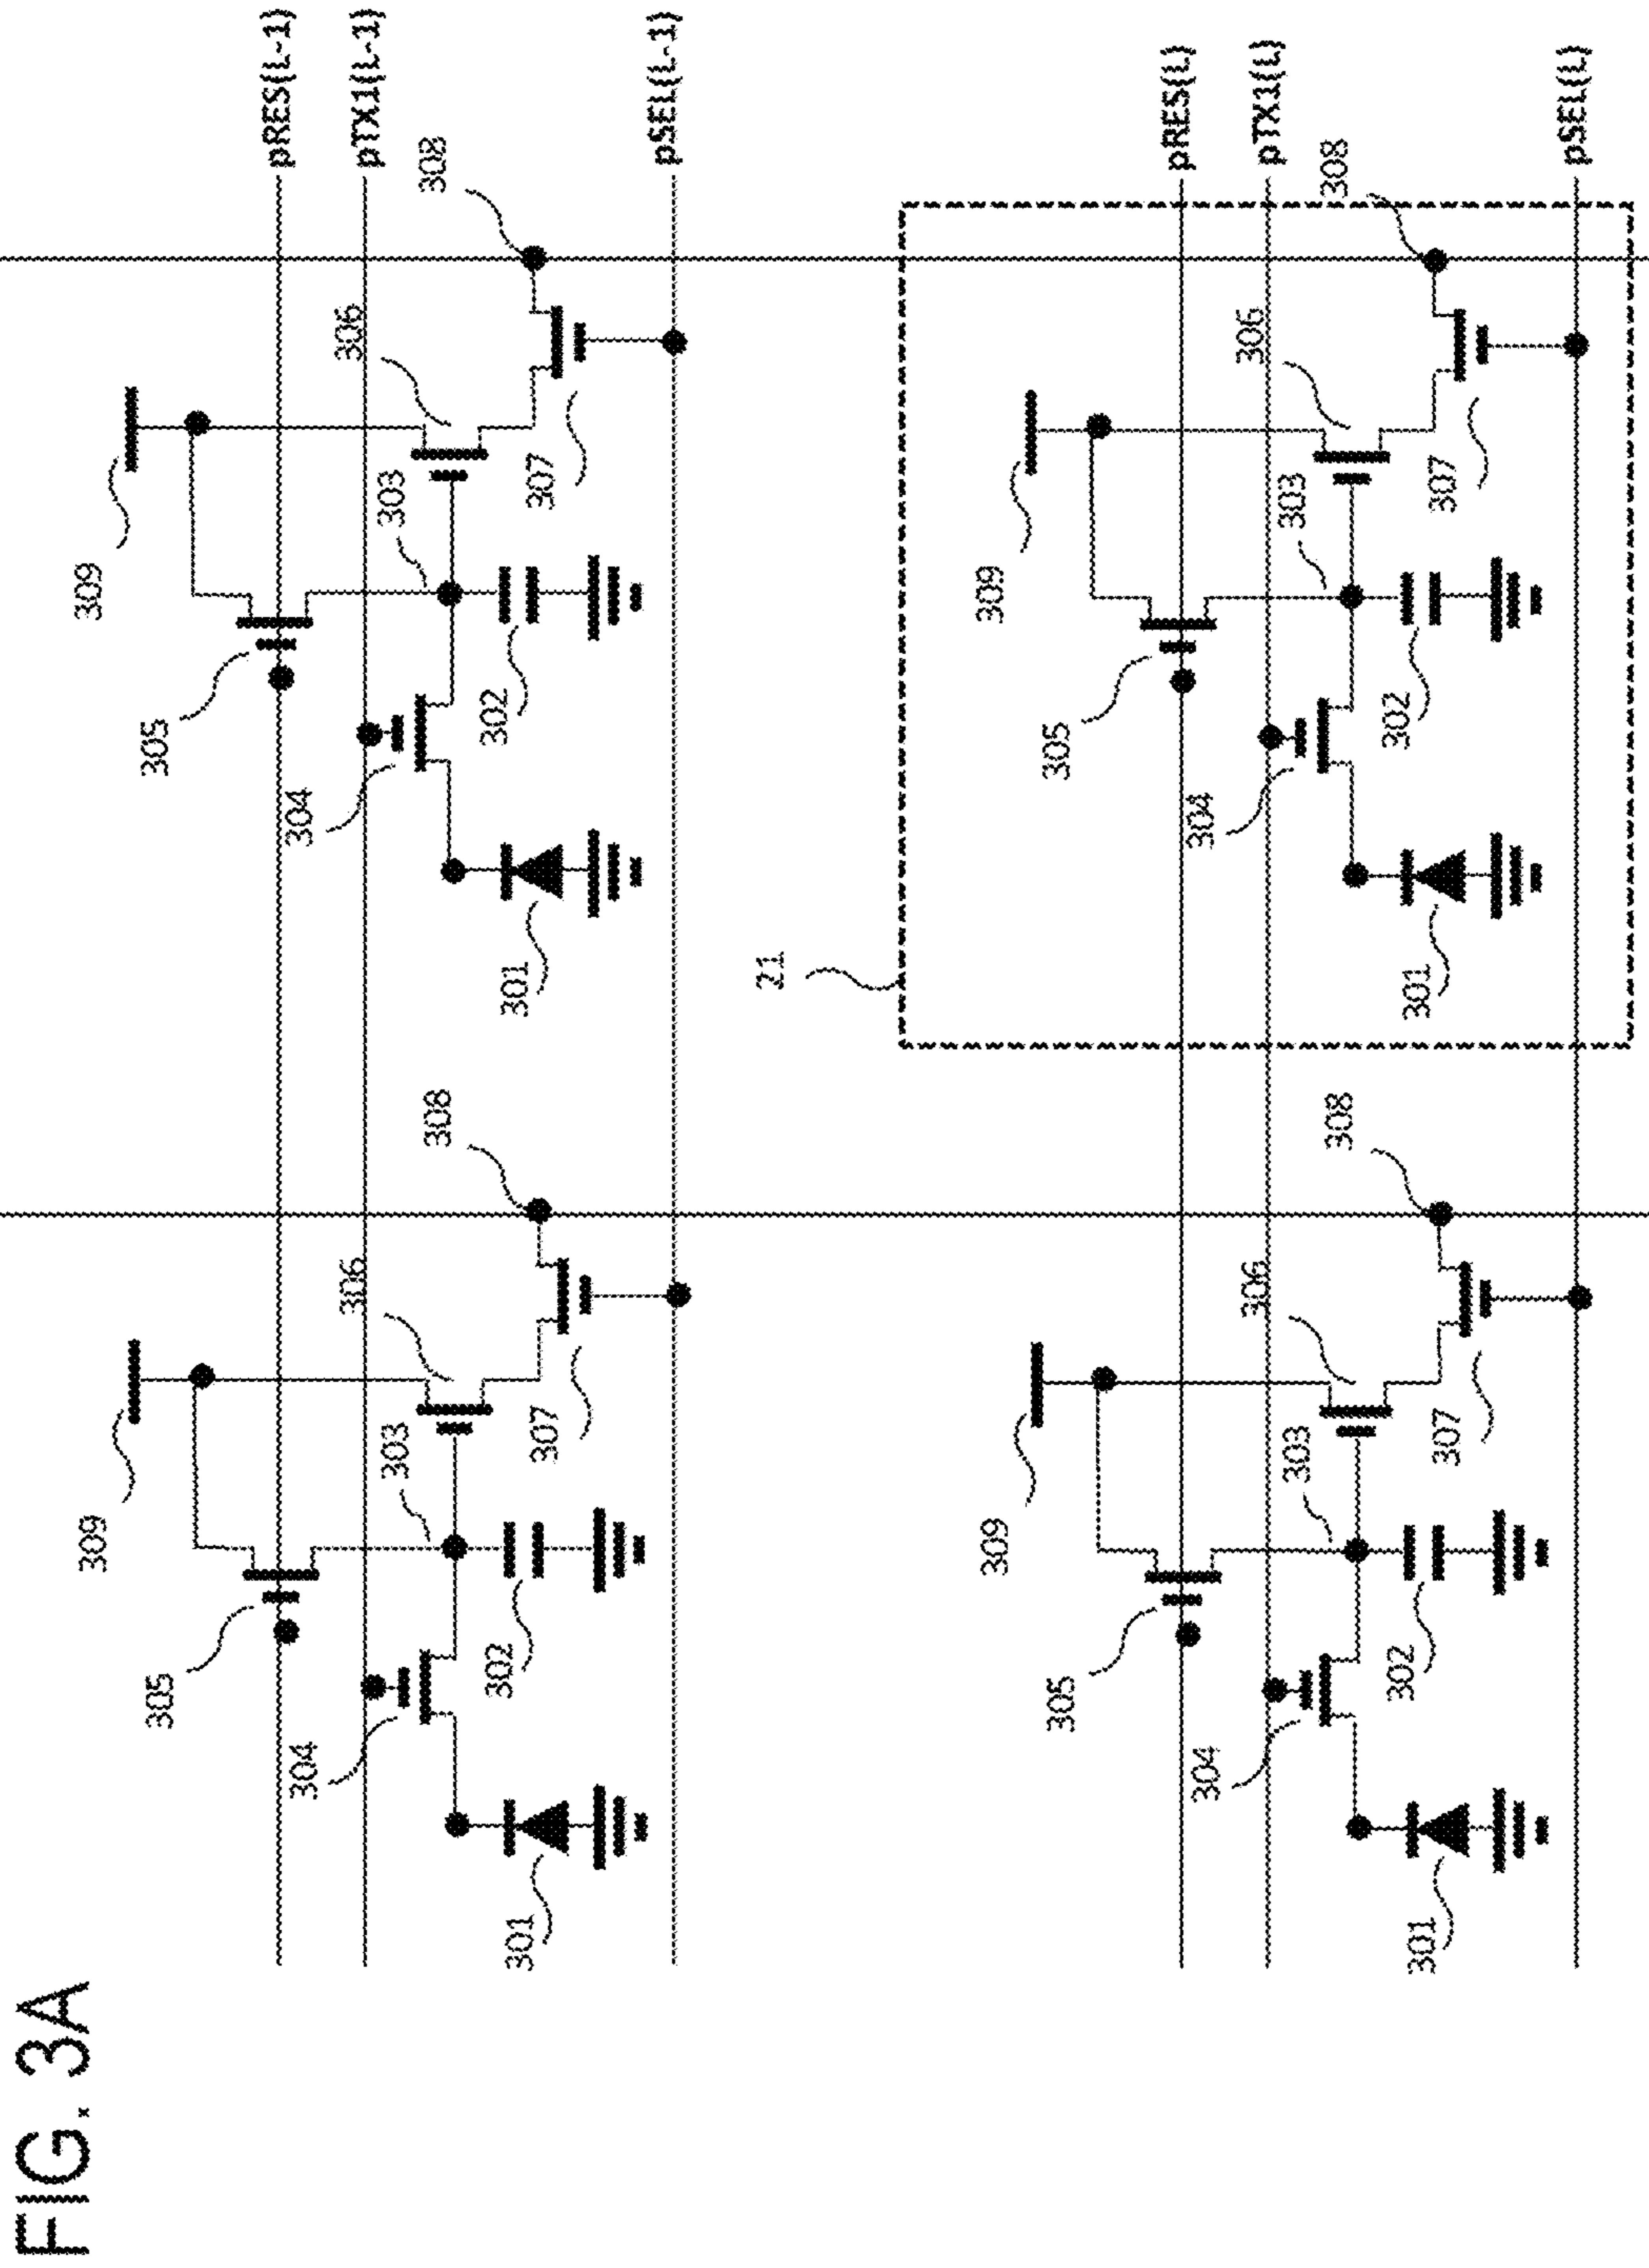 FIG. 3A
309 309
305 305
pRES(L-1)
304 304
306 306 pTX1(L-1)
303 303
308 308
302 302
301 307 301 307
pSEL(L-1)
21
309 309
305 305
pRES(L)
304 304
306 306 pTX1(L)
303 303
308 308
302 302
301 307 301 307
pSEL(L)